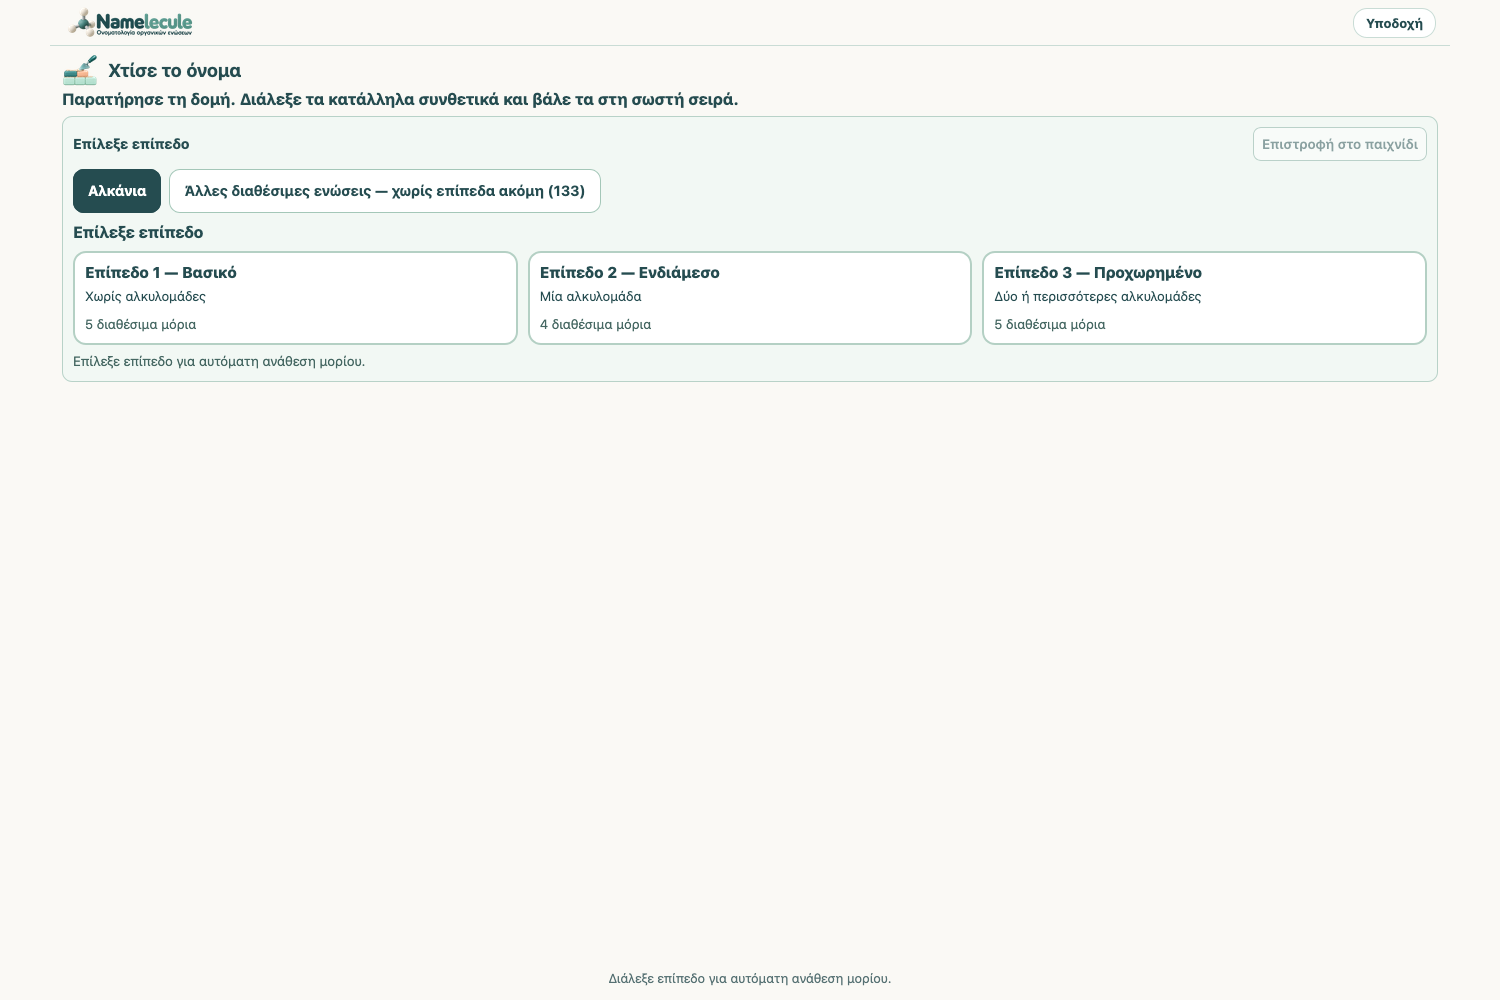 Namelecule
Ονοματολογία οργανικών ενώσεων
Υποδοχή
Χτίσε το όνομα
Παρατήρησε τη δομή. Διάλεξε τα κατάλληλα συνθετικά και βάλε τα στη σωστή σειρά.
Επίλεξε επίπεδο
Επιστροφή στο παιχνίδι
Αλκάνια
Άλλες διαθέσιμες ενώσεις — χωρίς επίπεδα ακόμη (133)
Επίλεξε επίπεδο
Επίπεδο 1 — Βασικό
Χωρίς αλκυλομάδες
5 διαθέσιμα μόρια
Επίπεδο 2 — Ενδιάμεσο
Μία αλκυλομάδα
4 διαθέσιμα μόρια
Επίπεδο 3 — Προχωρημένο
Δύο ή περισσότερες αλκυλομάδες
5 διαθέσιμα μόρια
Επίλεξε επίπεδο για αυτόματη ανάθεση μορίου.
Διάλεξε επίπεδο για αυτόματη ανάθεση μορίου.